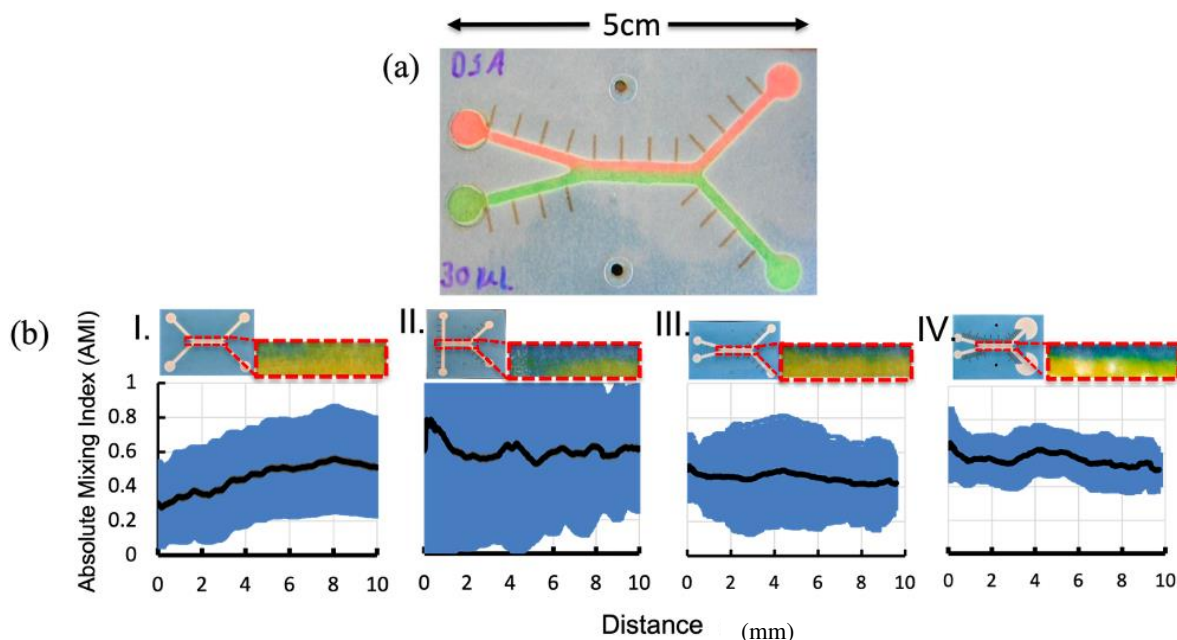 5cm
(a)
DSA
30 µL
(b)
I.
II.
III.
IV.
Absolute Mixing Index (AMI)
1
0.8
0.6
0.4
0.2
0
0 2 4 6 8 10
0 2 4 6 8 10
0 2 4 6 8 10
0 2 4 6 8 10
Distance (mm)